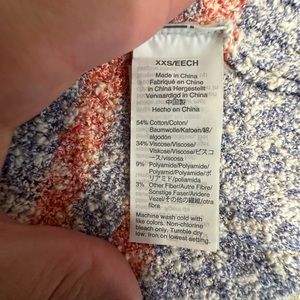 XXS/EECH
Made in China
Fabriqué en Chine
in China Hergestellt
Vervaardigd in China
中国製
Hecho en China
54% Cotton/Coton/
Baumwolle/Katoen/綿/
algodón
34% Viscose/Viscose/
Viskose/Viscose/ビスコ
ス/viscosa
9% Polyamide/Polyamide/
Polyamid/Polyamide/ポ
リアミド/poliamida
3% Other Fiber/Autre Fibre/
Sonstige Faser/Andere
Vezel/その他の繊維/otra
fibra
Machine wash cold with
like colors. Non-chlorine
bleach only. Tumble dry
low. Iron on lowest setting.